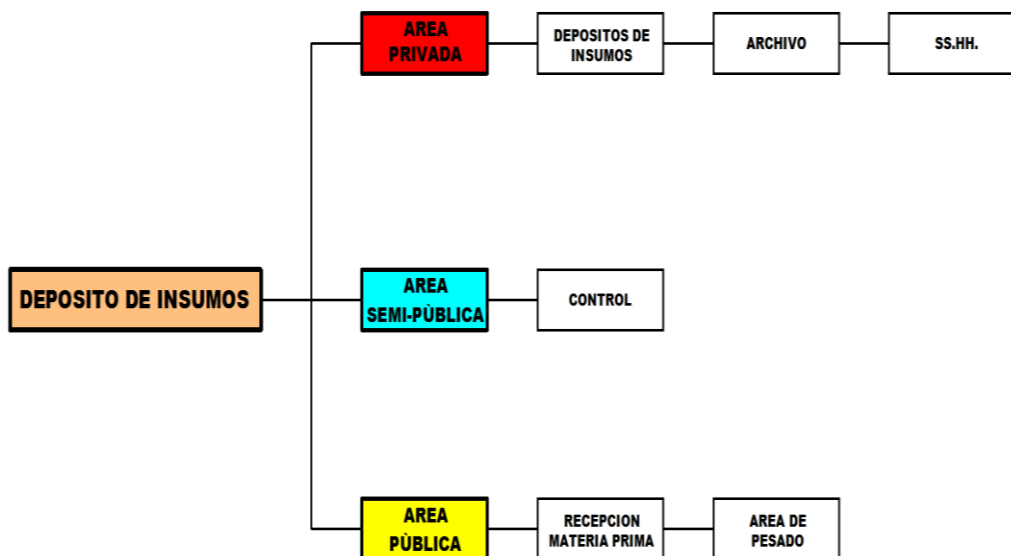 AREA
PRIVADA
DEPOSITOS DE
INSUMOS
ARCHIVO
SS.HH.
DEPOSITO DE INSUMOS
AREA
SEMI-PÙBLICA
CONTROL
AREA
PÙBLICA
RECEPCION
MATERIA PRIMA
AREA DE
PESADO